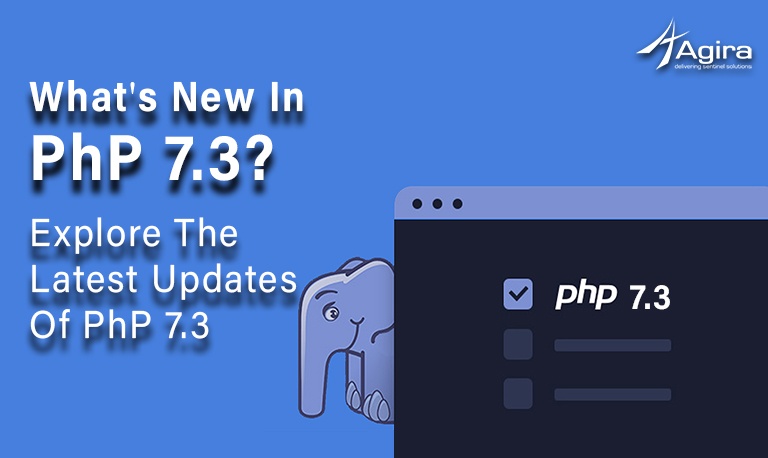 Agira
delivering sentinel solutions
What's New In
PhP 7.3?
Explore The
Latest Updates
Of PhP 7.3
php 7.3